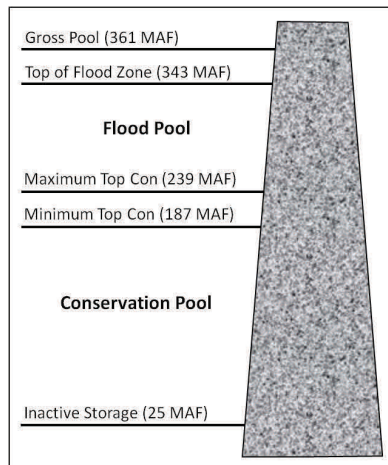 Gross Pool (361 MAF)
Top of Flood Zone (343 MAF)
Flood Pool
Maximum Top Con (239 MAF)
Minimum Top Con (187 MAF)
Conservation Pool
Inactive Storage (25 MAF)